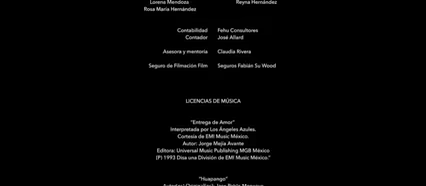 Lorena Mendoza Reyna Hernández
Rosa María Hernández
Contabilidad Fehu Consultores
Contador José Allard
Asesora y mentoría Claudia Rivera
Seguro de Filmación Film Seguros Fabián Su Wood
LICENCIAS DE MÚSICA
"Entrega de Amor"
Interpretada por Los Ángeles Azules.
Cortesía de EMI Music México.
Autor: Jorge Mejía Avante
Editora: Universal Music Publishing MGB México
(P) 1993 Disa una División de EMI Music México."
"Huapango"